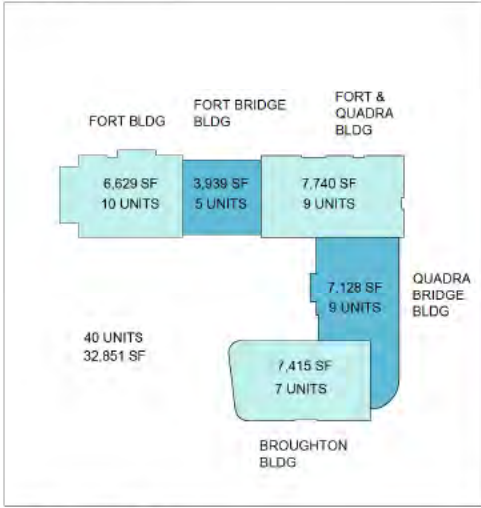 FORT BLDG
FORT BRIDGE
BLDG
FORT &
QUADRA
BLDG
6,629 SF
10 UNITS
3,939 SF
5 UNITS
7,740 SF
9 UNITS
7,128 SF
9 UNITS
QUADRA
BRIDGE
BLDG
40 UNITS
32,851 SF
7,415 SF
7 UNITS
BROUGHTON
BLDG